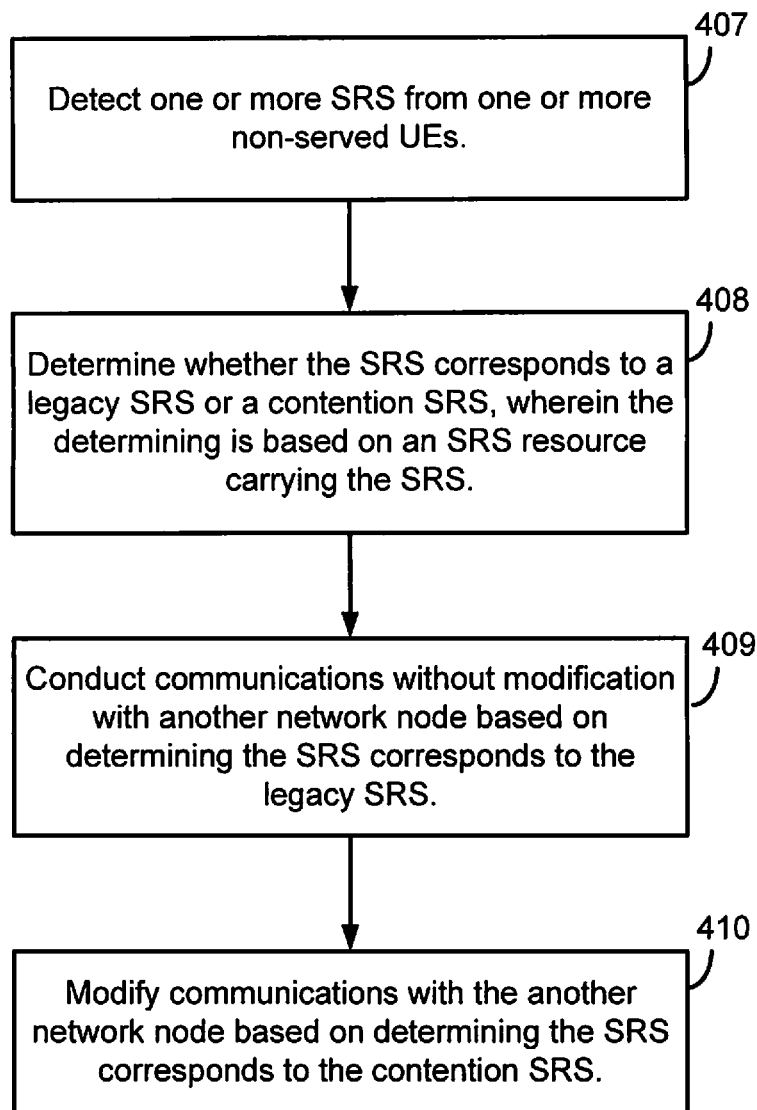 407
Detect one or more SRS from one or more
non-served UEs.
408
Determine whether the SRS corresponds to a
legacy SRS or a contention SRS, wherein the
determining is based on an SRS resource
carrying the SRS.
409
Conduct communications without modification
with another network node based on
determining the SRS corresponds to the
legacy SRS.
410
Modify communications with the another
network node based on determining the SRS
corresponds to the contention SRS.